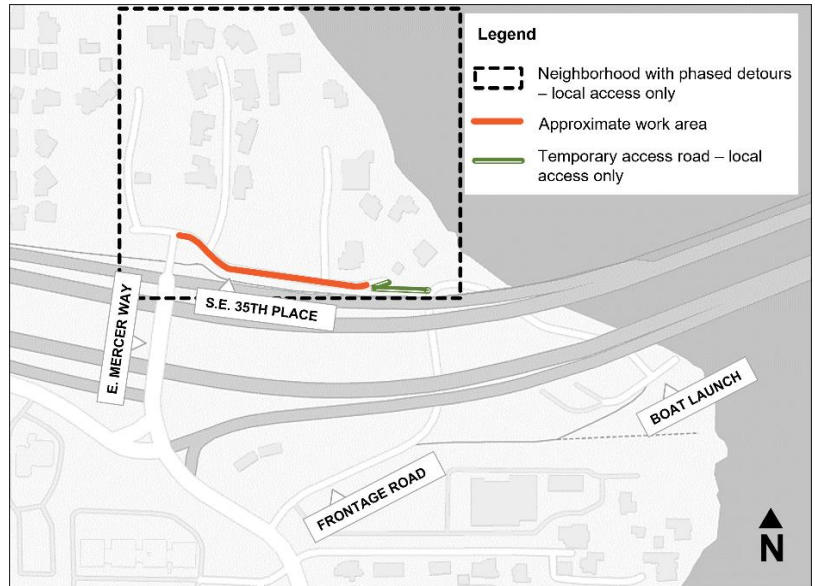 Legend
Neighborhood with phased detours
– local access only
Approximate work area
Temporary access road – local
access only
S.E. 35TH PLACE
E. MERCER WAY
BOAT LAUNCH
FRONTAGE ROAD
N